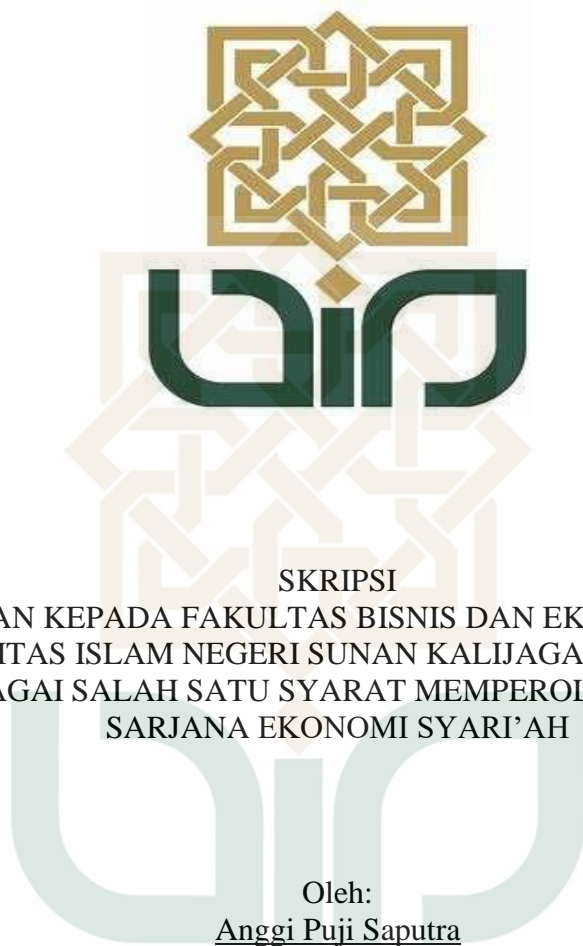 uin
SKRIPSI
AN KEPADA FAKULTAS BISNIS DAN EK
ITAS ISLAM NEGERI SUNAN KALIJAGA
AGAI SALAH SATU SYARAT MEMPEROL
SARJANA EKONOMI SYARI’AH
Oleh:
Anggi Puji Saputra